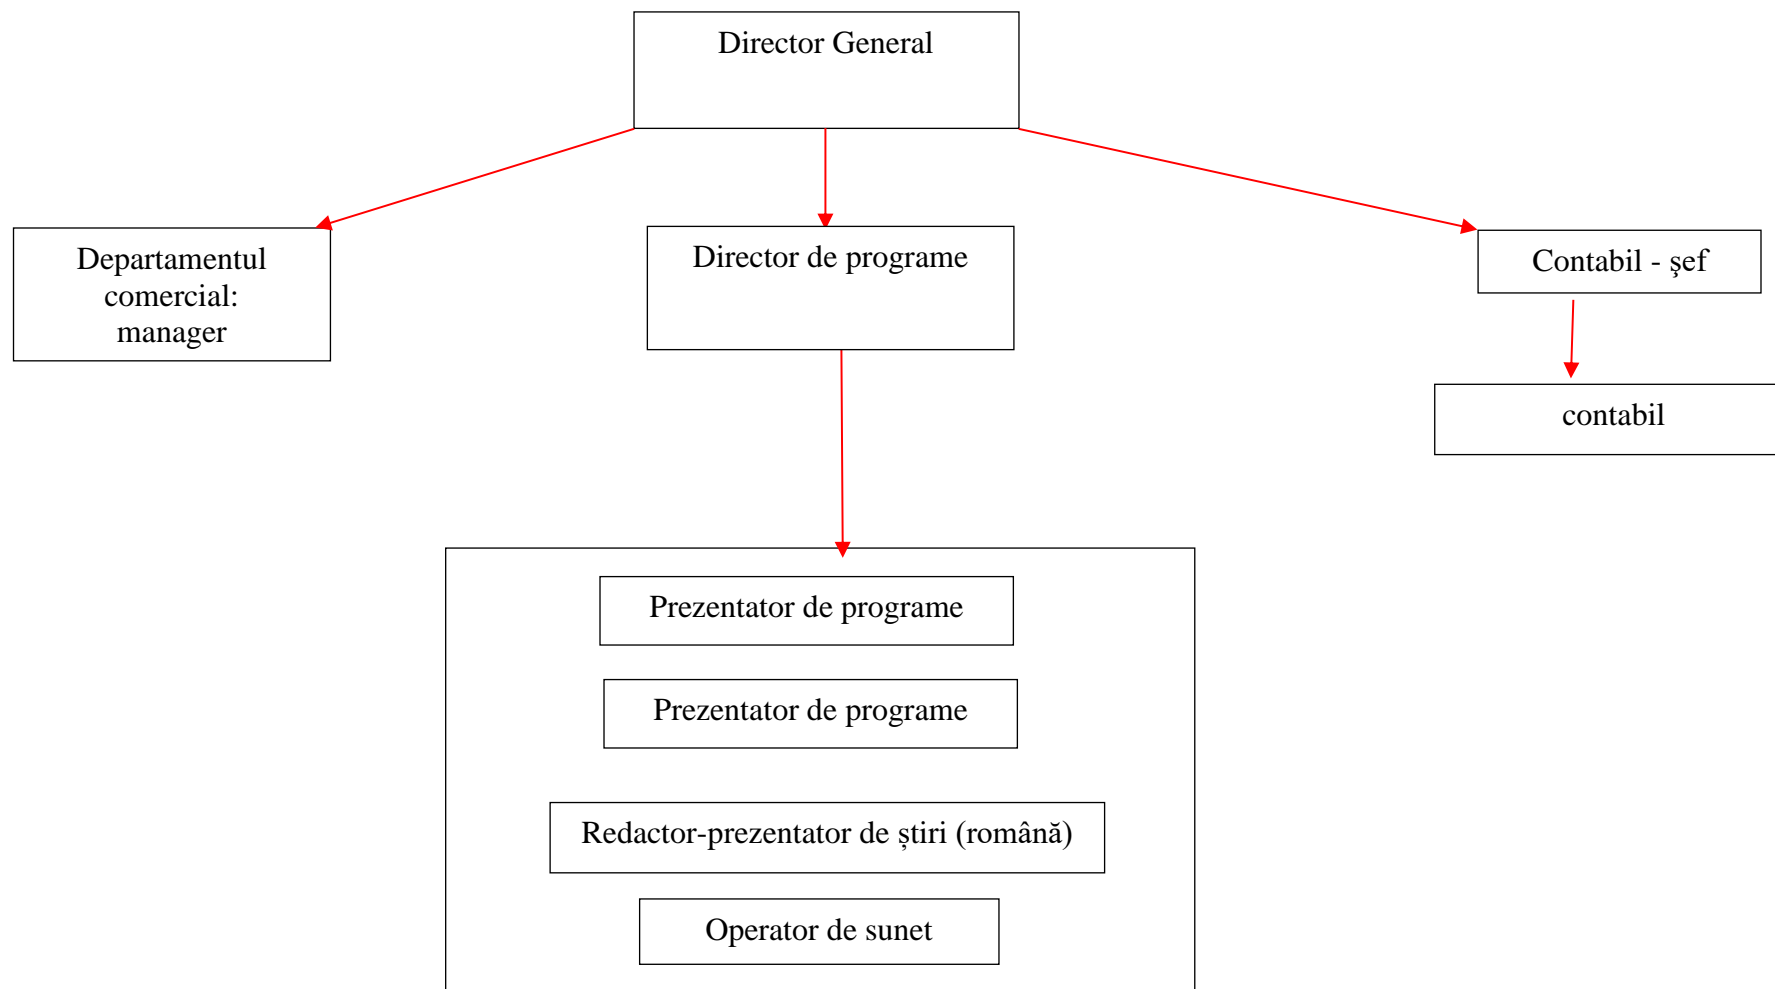 Director General
Departamentul
comercial:
manager
Director de programe
Contabil - şef
contabil
Prezentator de programe
Prezentator de programe
Redactor-prezentator de știri (română)
Operator de sunet